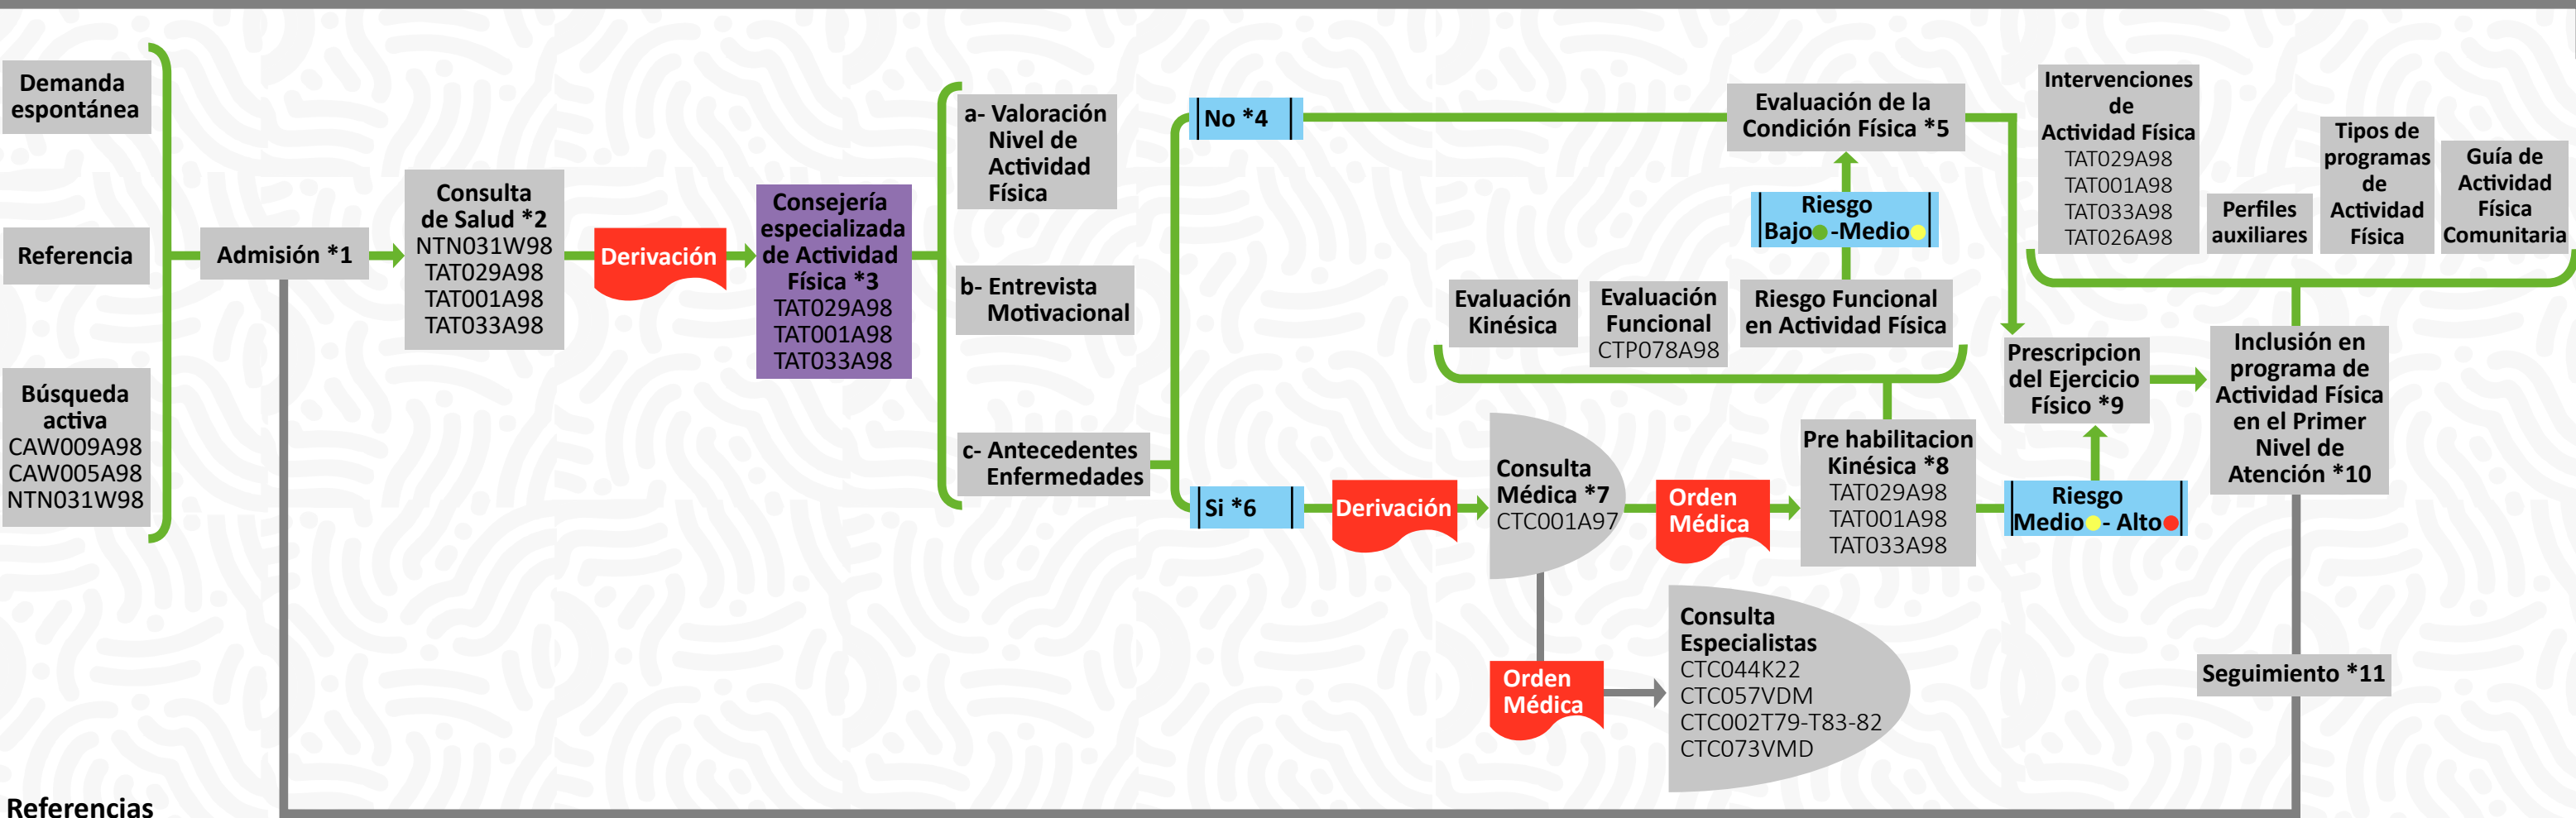 Demanda
espontánea
Referencia
Búsqueda
activa
CAW009A98
CAW005A98
NTN031W98
Admisión *1
Consulta
de Salud *2
NTN031W98
TAT029A98
TAT001A98
TAT033A98
Derivación
Consejería
especializada
de Actividad
Física *3
TAT029A98
TAT001A98
TAT033A98
a- Valoración
Nivel de
Actividad
Física
b- Entrevista
Motivacional
c- Antecedentes
Enfermedades
No *4
Si *6
Derivación
Consulta
Médica *7
CTC001A97
Orden
Médica
Consulta
Especialistas
CTC044K22
CTC057VDM
CTC002T79-T83-82
CTC073VMD
Orden
Médica
Pre habilitacion
Kinésica *8
TAT029A98
TAT001A98
TAT033A98
Evaluación
Kinésica
Evaluación
Funcional
CTP078A98
Riesgo Funcional
en Actividad Física
Riesgo
Bajo -Medio
Evaluación de la
Condición Física *5
Riesgo
Medio - Alto
Prescripcion
del Ejercicio
Físico *9
Inclusión en
programa de
Actividad Física
en el Primer
Nivel de
Atención *10
Intervenciones
de
Actividad Física
TAT029A98
TAT001A98
TAT033A98
TAT026A98
Perfiles
auxiliares
Tipos de
programas
de
Actividad
Física
Guía de
Actividad
Física
Comunitaria
Seguimiento *11
Referencias